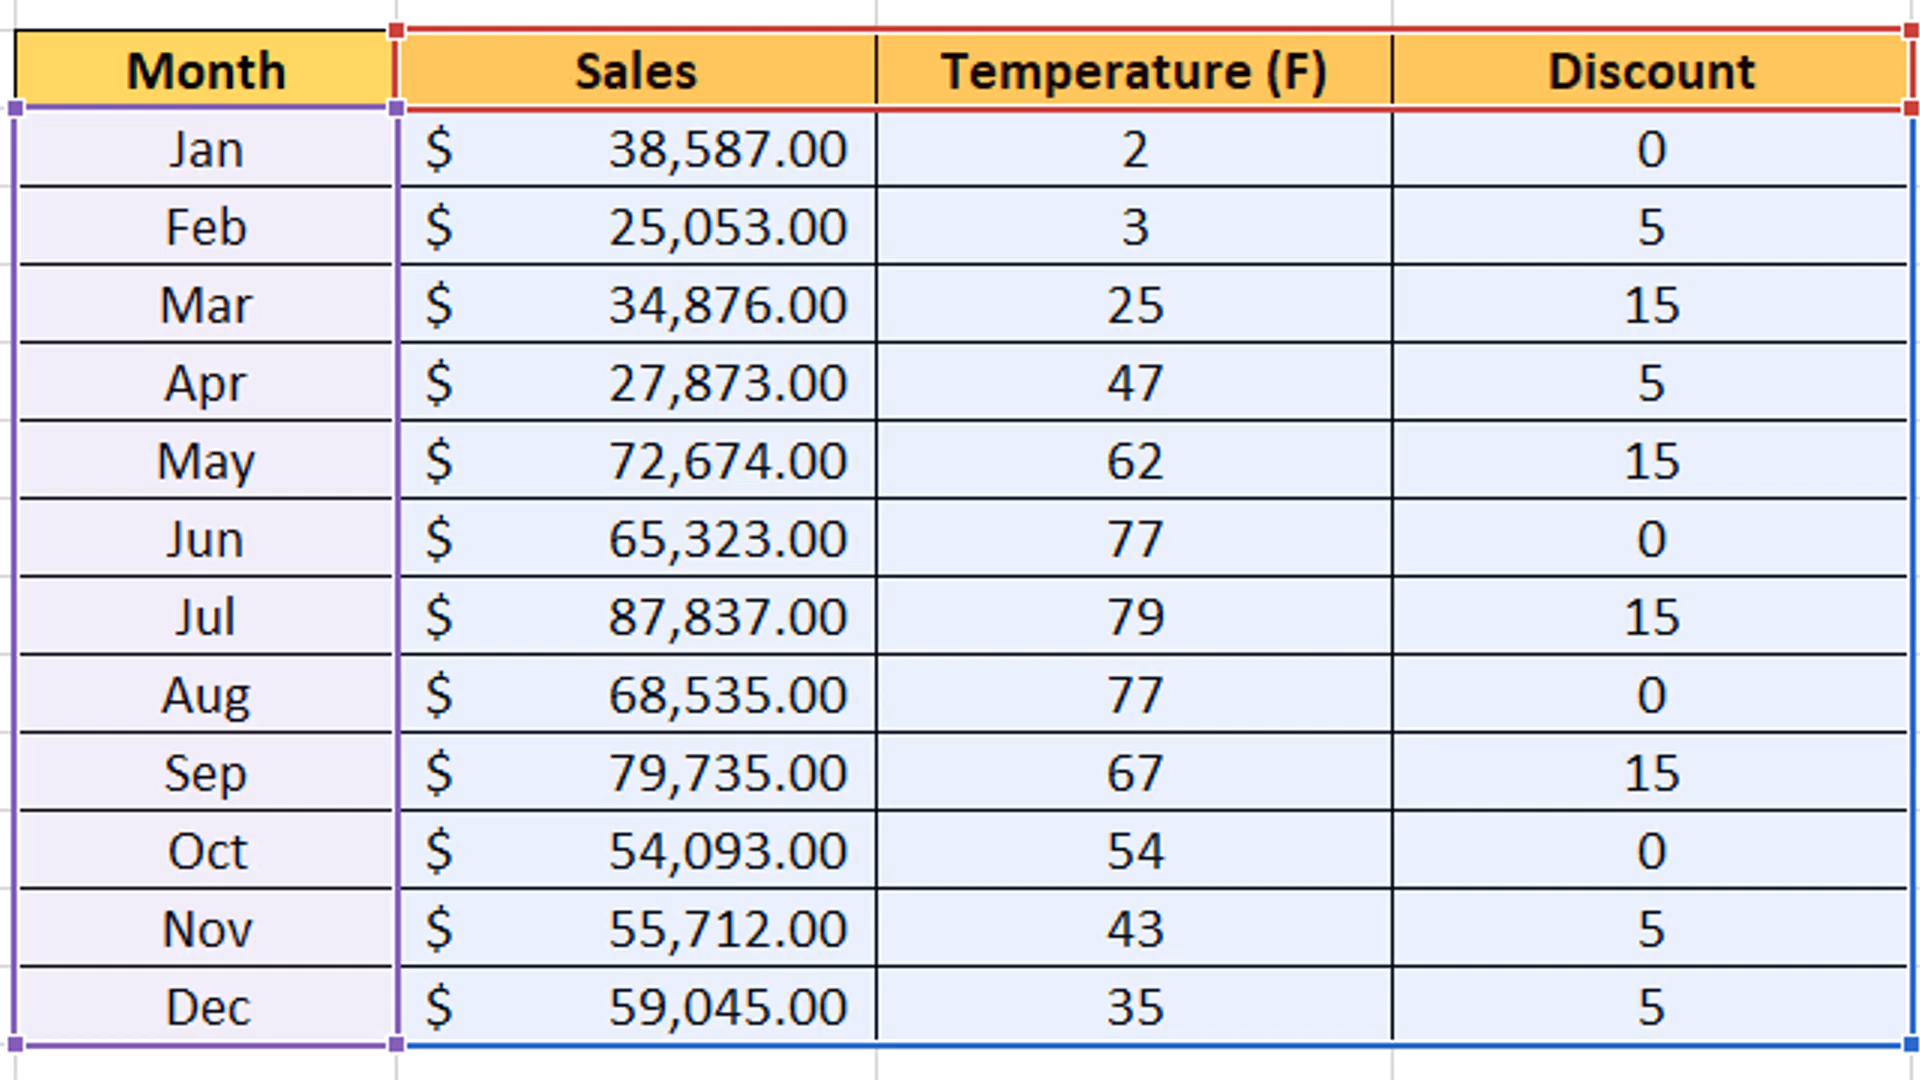 Month Sales Temperature (F) Discount
Jan $ 38,587.00 2 0
Feb $ 25,053.00 3 5
Mar $ 34,876.00 25 15
Apr $ 27,873.00 47 5
May $ 72,674.00 62 15
Jun $ 65,323.00 77 0
Jul $ 87,837.00 79 15
Aug $ 68,535.00 77 0
Sep $ 79,735.00 67 15
Oct $ 54,093.00 54 0
Nov $ 55,712.00 43 5
Dec $ 59,045.00 35 5